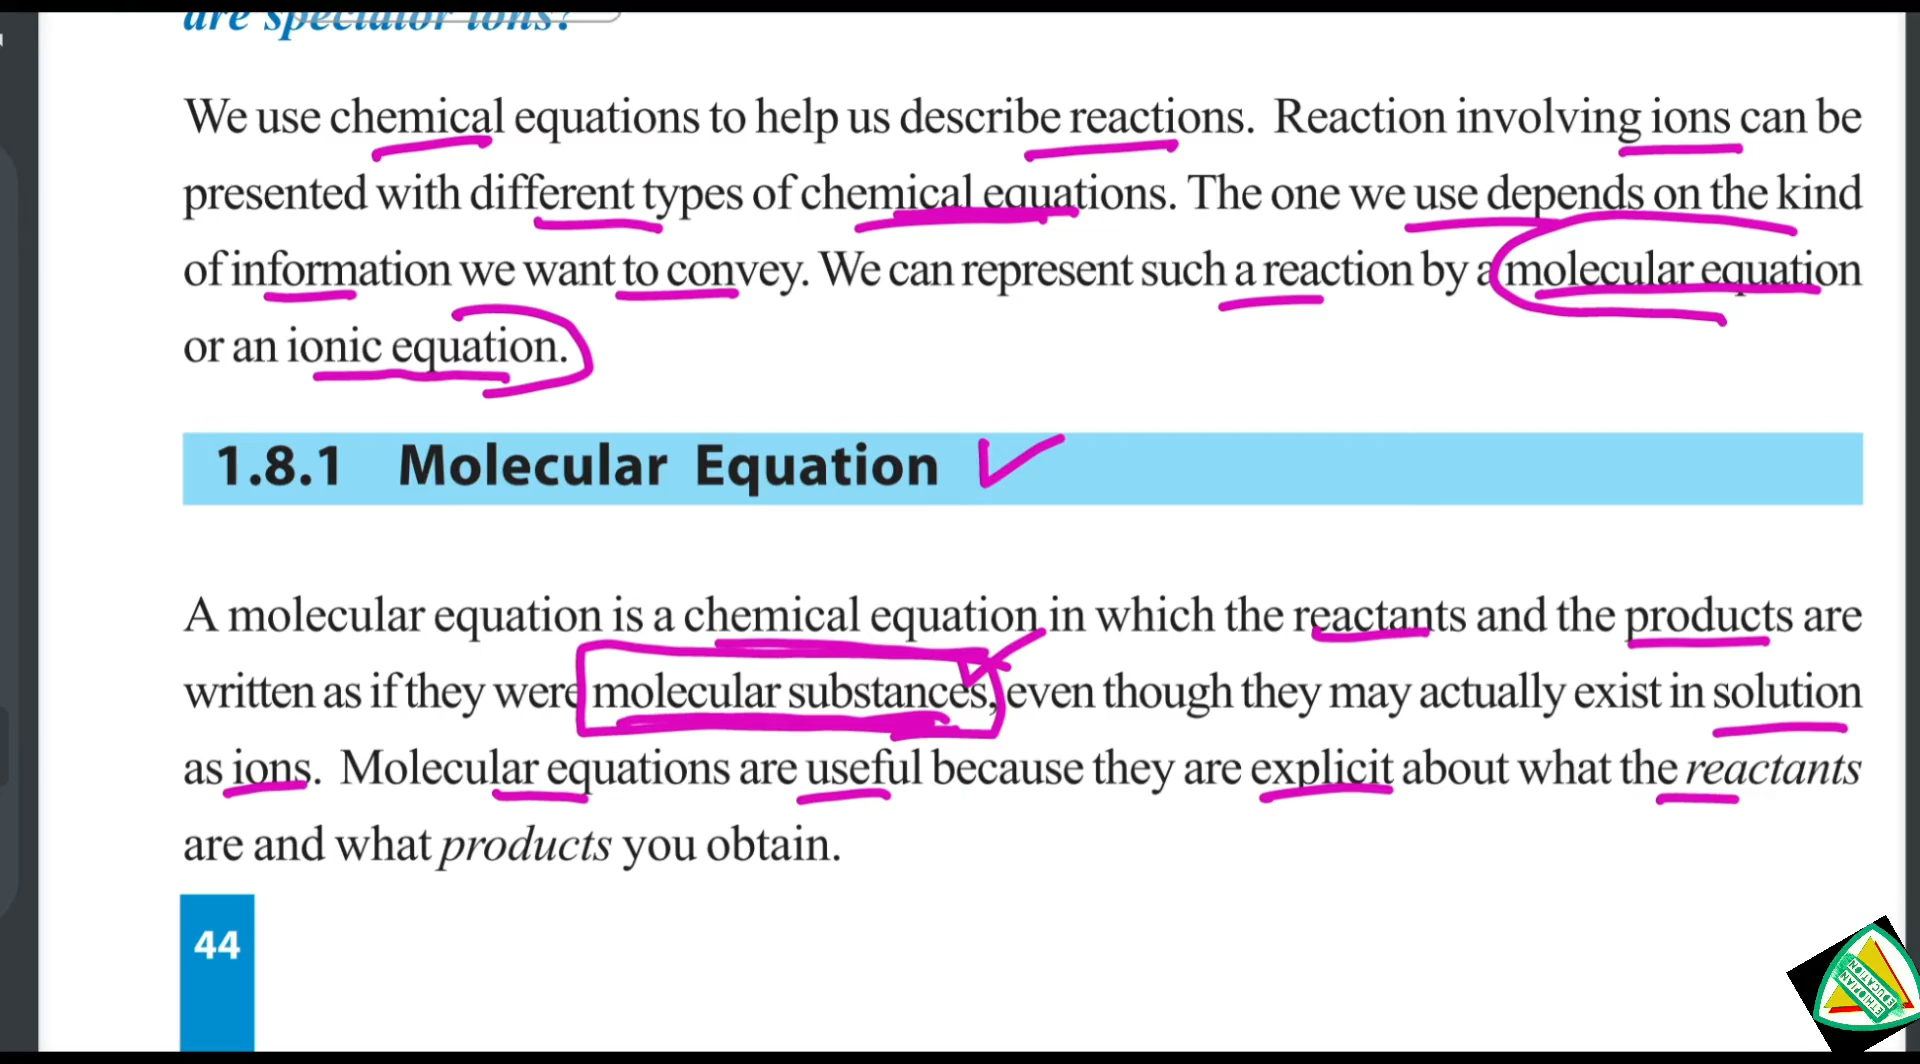 are spectator ions?
We use chemical equations to help us describe reactions. Reaction involving ions can be
presented with different types of chemical equations. The one we use depends on the kind
of information we want to convey. We can represent such a reaction by a molecular equation
or an ionic equation.
1.8.1 Molecular Equation
A molecular equation is a chemical equation in which the reactants and the products are
written as if they were molecular substances, even though they may actually exist in solution
as ions. Molecular equations are useful because they are explicit about what the reactants
are and what products you obtain.
44
ETHIOPIAN
EDUCATION